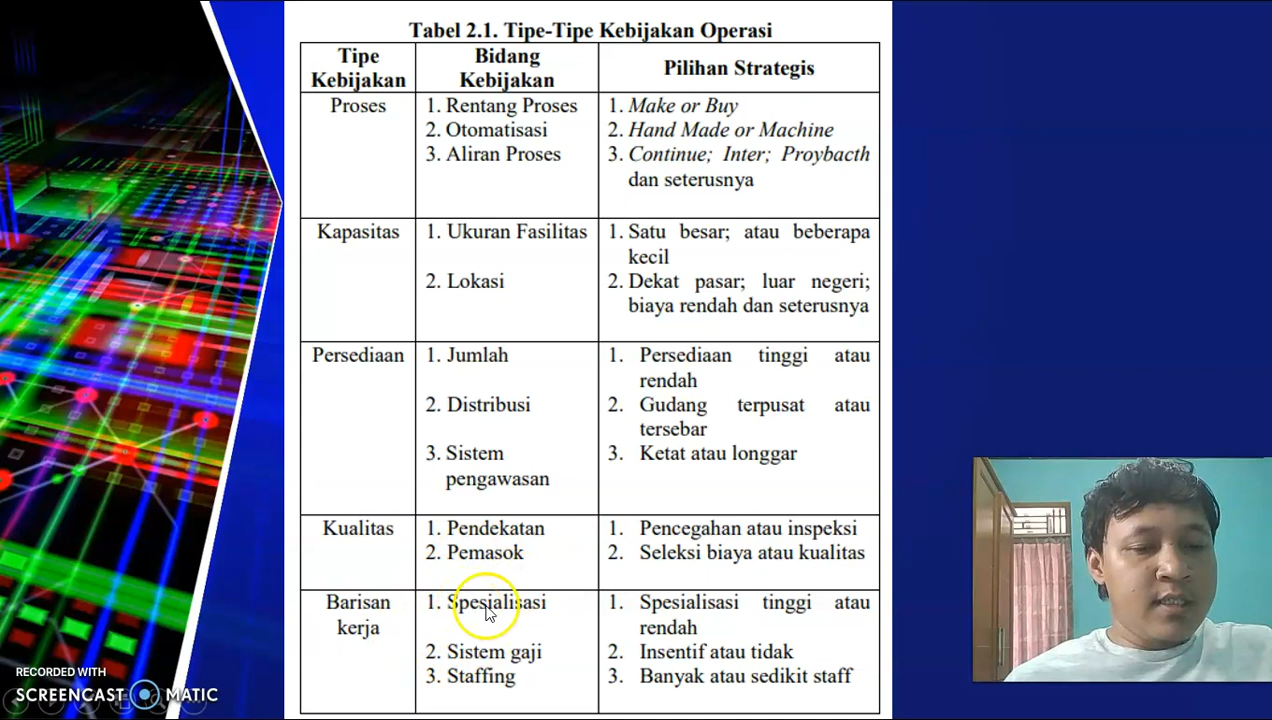 Tabel 2.1. Tipe-Tipe Kebijakan Operasi
Tipe Kebijakan
Bidang Kebijakan
Pilihan Strategis
Proses
1. Rentang Proses
2. Otomatisasi
3. Aliran Proses
1. Make or Buy
2. Hand Made or Machine
3. Continue; Inter; Proybacth
dan seterusnya
Kapasitas
1. Ukuran Fasilitas
2. Lokasi
1. Satu besar; atau beberapa
kecil
2. Dekat pasar; luar negeri;
biaya rendah dan seterusnya
Persediaan
1. Jumlah
2. Distribusi
3. Sistem
pengawasan
1. Persediaan tinggi atau
rendah
2. Gudang terpusat atau
tersebar
3. Ketat atau longgar
Kualitas
1. Pendekatan
2. Pemasok
1. Pencegahan atau inspeksi
2. Seleksi biaya atau kualitas
Barisan
kerja
1. Spesialisasi
2. Sistem gaji
3. Staffing
1. Spesialisasi tinggi atau
rendah
2. Insentif atau tidak
3. Banyak atau sedikit staff
RECORDED WITH
SCREENCAST MATIC